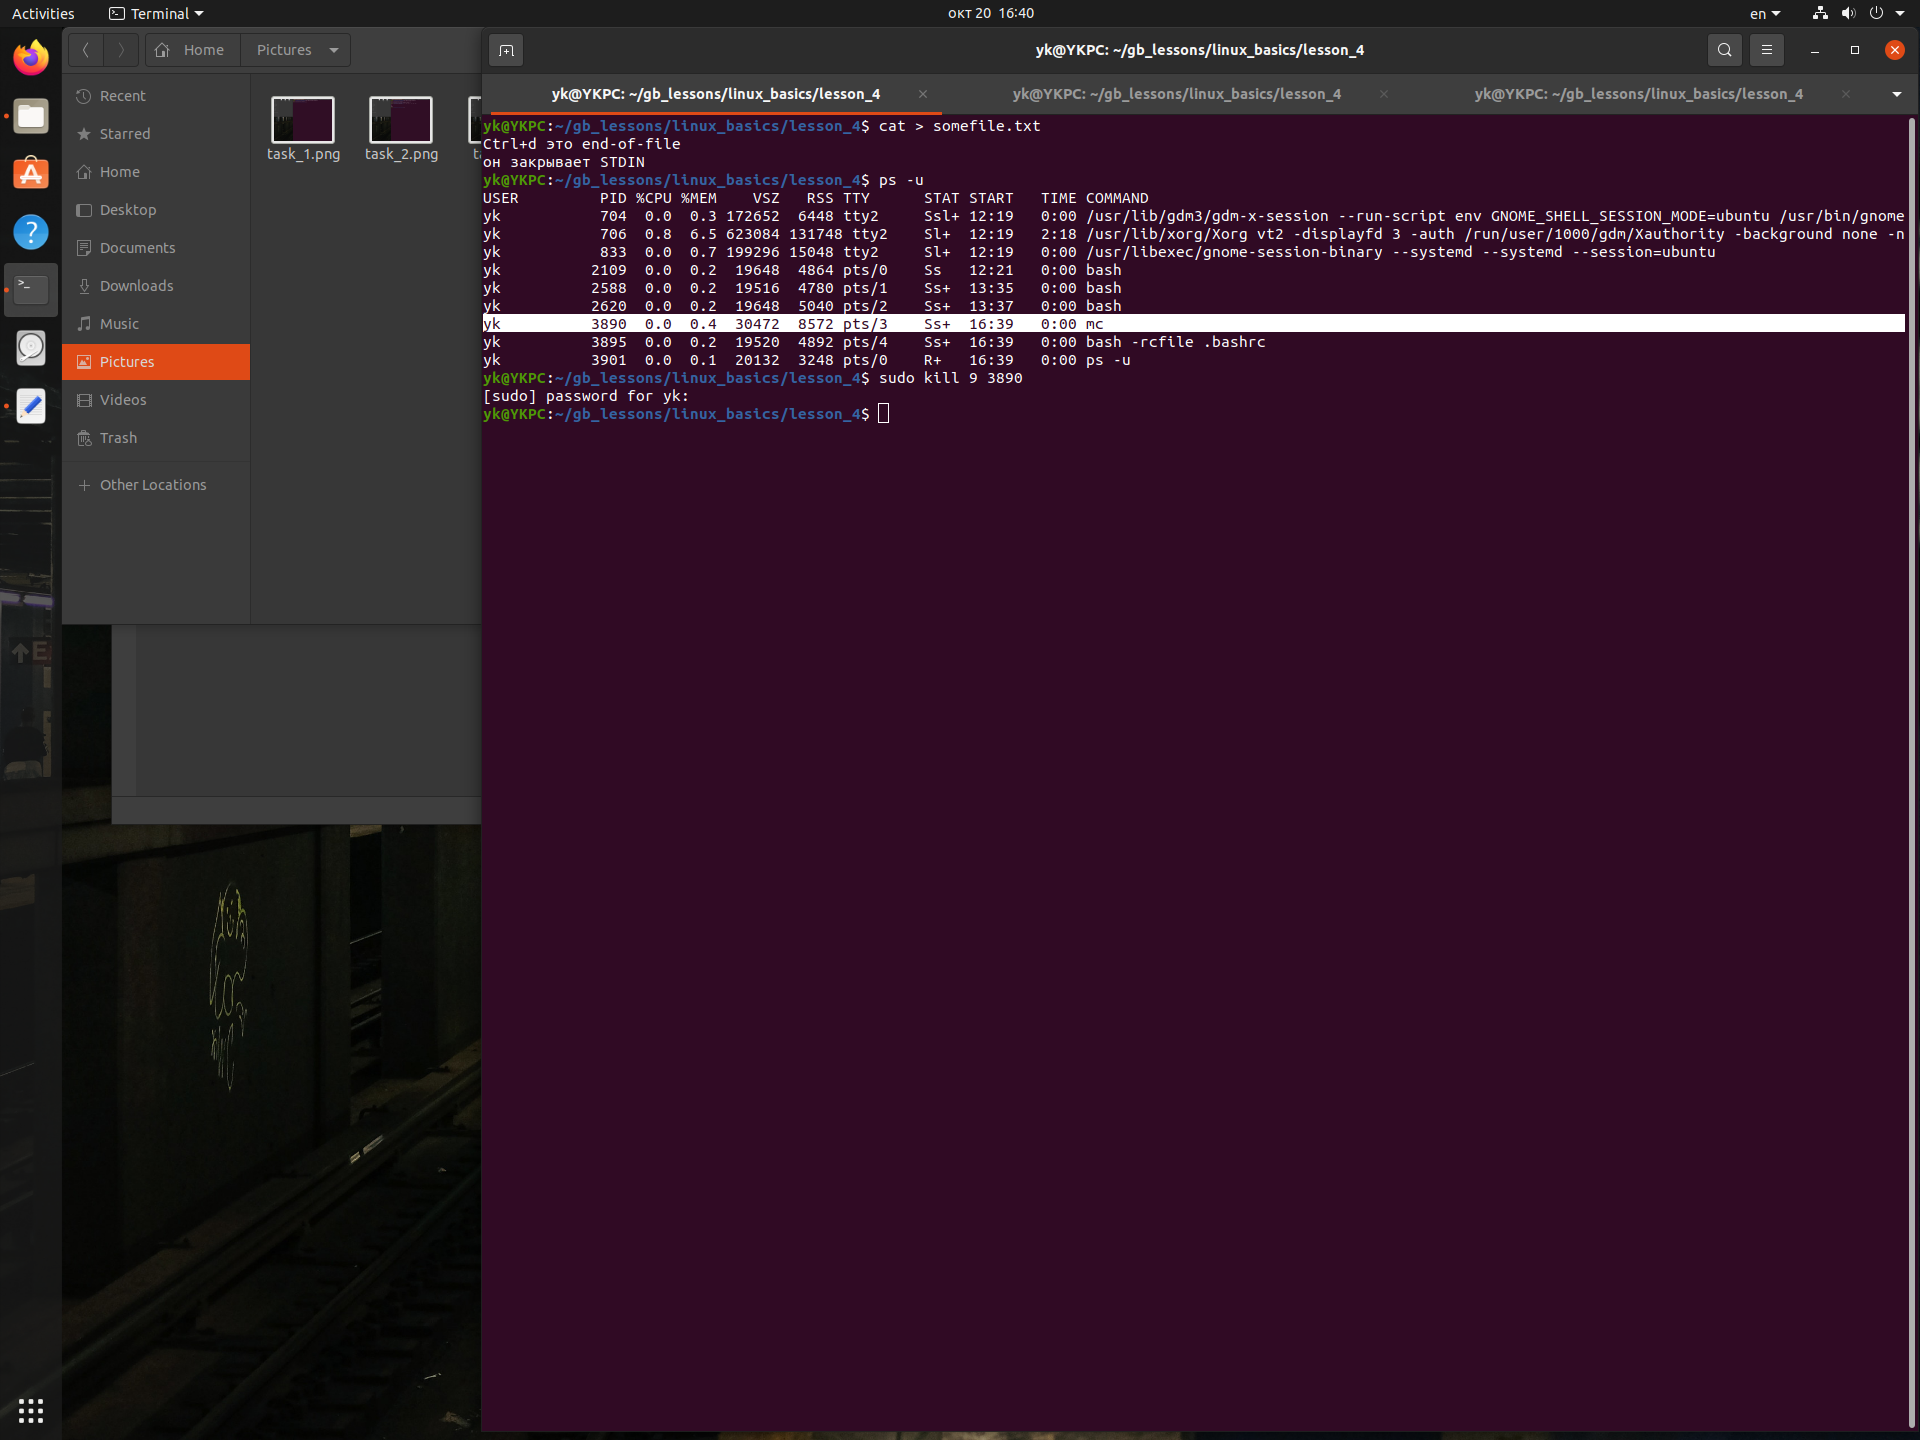 Activities
Terminal
окт 20 16:40
en
Home
Pictures
Recent
Starred
Home
Desktop
Documents
Downloads
Music
Pictures
Videos
Trash
Other Locations
task_1.png
task_2.png
yk@YKPC: ~/gb_lessons/linux_basics/lesson_4
yk@YKPC: ~/gb_lessons/linux_basics/lesson_4
yk@YKPC: ~/gb_lessons/linux_basics/lesson_4
yk@YKPC: ~/gb_lessons/linux_basics/lesson_4
yk@YKPC:~/gb_lessons/linux_basics/lesson_4$ cat > somefile.txt
Ctrl+d это end-of-file
он закрывает STDIN
yk@YKPC:~/gb_lessons/linux_basics/lesson_4$ ps -u
USER PID %CPU %MEM VSZ RSS TTY STAT START TIME COMMAND
yk 704 0.0 0.3 172652 6448 tty2 Ssl+ 12:19 0:00 /usr/lib/gdm3/gdm-x-session --run-script env GNOME_SHELL_SESSION_MODE=ubuntu /usr/bin/gnome
yk 706 0.8 6.5 623084 131748 tty2 Sl+ 12:19 2:18 /usr/lib/xorg/Xorg vt2 -displayfd 3 -auth /run/user/1000/gdm/Xauthority -background none -n
yk 833 0.0 0.7 199296 15048 tty2 Sl+ 12:19 0:00 /usr/libexec/gnome-session-binary --systemd --systemd --session=ubuntu
yk 2109 0.0 0.2 19648 4864 pts/0 Ss 12:21 0:00 bash
yk 2588 0.0 0.2 19516 4780 pts/1 Ss+ 13:35 0:00 bash
yk 2620 0.0 0.2 19648 5040 pts/2 Ss+ 13:37 0:00 bash
yk 3890 0.0 0.4 30472 8572 pts/3 Ss+ 16:39 0:00 mc
yk 3895 0.0 0.2 19520 4892 pts/4 Ss+ 16:39 0:00 bash -rcfile .bashrc
yk 3901 0.0 0.1 20132 3248 pts/0 R+ 16:39 0:00 ps -u
yk@YKPC:~/gb_lessons/linux_basics/lesson_4$ sudo kill 9 3890
[sudo] password for yk:
yk@YKPC:~/gb_lessons/linux_basics/lesson_4$